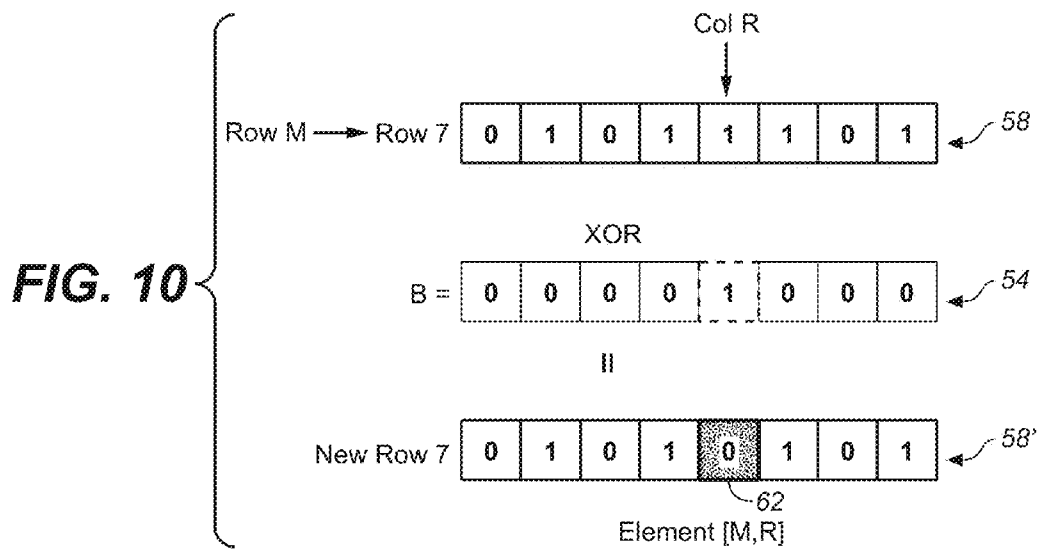 Col R
Row M Row 7 0 1 0 1 1 1 0 1 58
XOR
FIG. 10
B = 0 0 0 0 1 0 0 0 54
=
New Row 7 0 1 0 1 0 1 0 1 58'
62
Element [M,R]